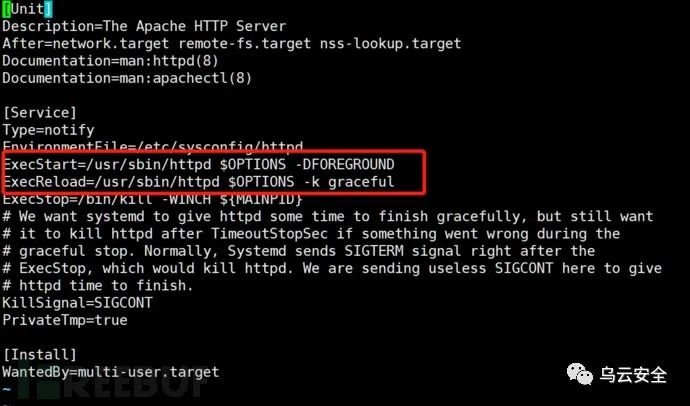 [Unit]
Description=The Apache HTTP Server
After=network.target remote-fs.target nss-lookup.target
Documentation=man:httpd(8)
Documentation=man:apachectl(8)
[Service]
Type=notify
EnvironmentFile=/etc/sysconfig/httpd
ExecStart=/usr/sbin/httpd $OPTIONS -DFOREGROUND
ExecReload=/usr/sbin/httpd $OPTIONS -k graceful
ExecStop=/bin/kill -WINCH ${MAINPID}
# We want systemd to give httpd some time to finish gracefully, but still want
# it to kill httpd after TimeoutStopSec if something went wrong during the
# graceful stop. Normally, Systemd sends SIGTERM signal right after the
# ExecStop, which would kill httpd. We are sending useless SIGCONT here to give
# httpd time to finish.
KillSignal=SIGCONT
PrivateTmp=true
[Install]
WantedBy=multi-user.target
~
REEBUF
乌云安全